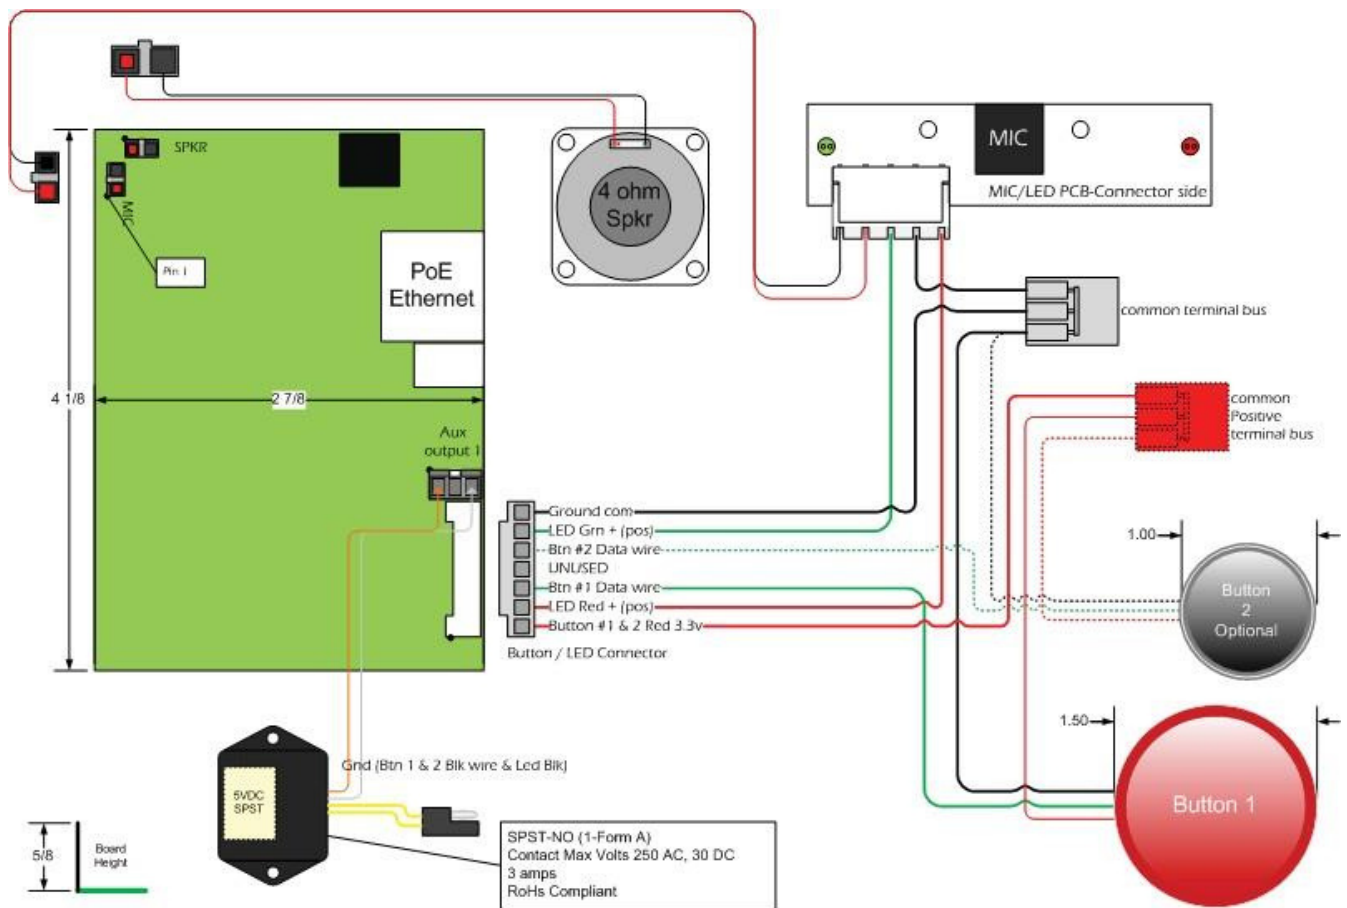 SPKR
MIC
Pin 1
PoE
Ethernet
4 1/8
2 7/8
Aux
output 1
4 ohm
Spkr
MIC
MIC/LED PCB-Connector side
common terminal bus
common
Positive
terminal bus
Ground com
LED Grn + (pos)
Btn #2 Data wire
UNUSED
Btn #1 Data wire
LED Red + (pos)
Button #1 & 2 Red 3.3v
Button / LED Connector
1.00
Button
2
Optional
1.50
Button 1
Gnd (Btn 1 & 2 Blk wire & Led Blk)
5VDC
SPST
SPST-NO (1-Form A)
Contact Max Volts 250 AC, 30 DC
3 amps
RoHs Compliant
5/8
Board
Height